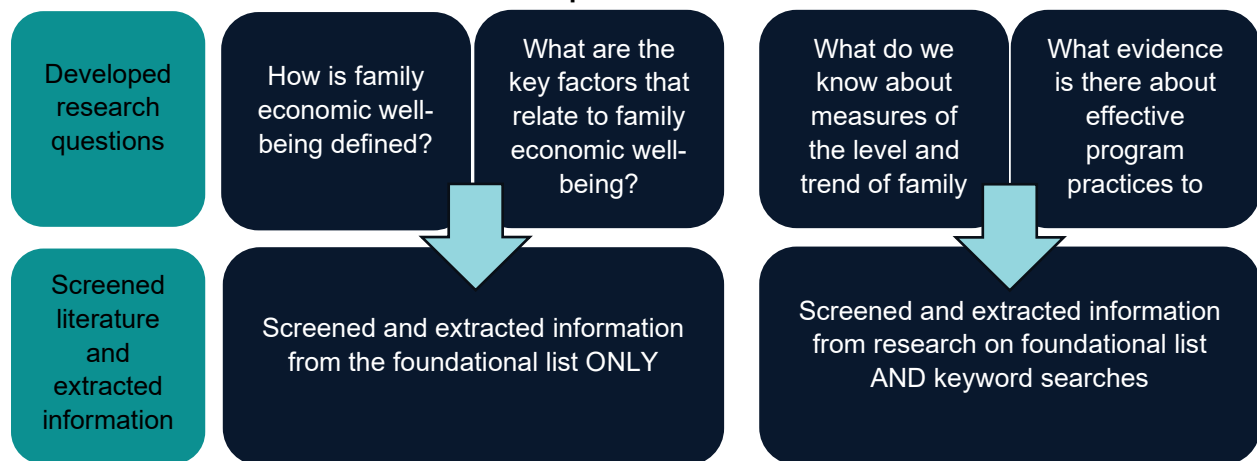 Developed
research
questions
How is family
economic well-
being defined?
What are the
key factors that
relate to family
economic well-
being?
What do we
know about
measures of
the level and
trend of family
What evidence
is there about
effective
program
practices to
Screened
literature
and
extracted
information
Screened and extracted information
from the foundational list ONLY
Screened and extracted information
from research on foundational list
AND keyword searches